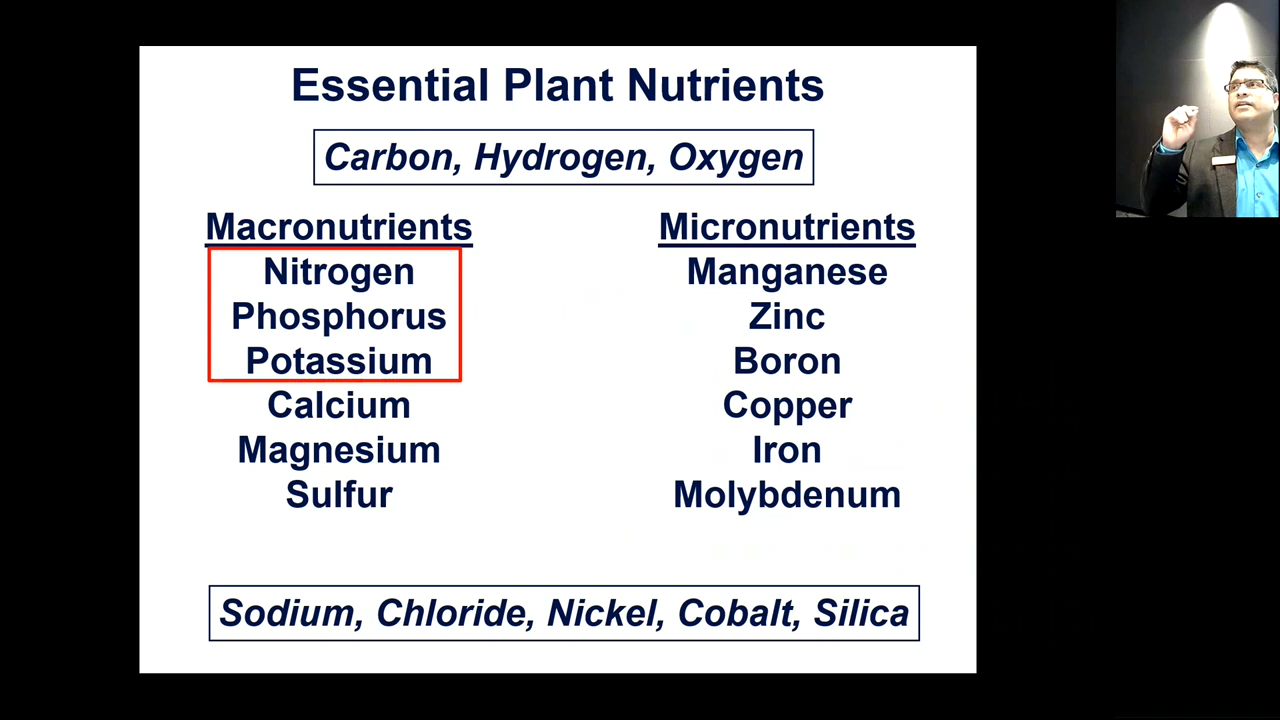 Essential Plant Nutrients
Carbon, Hydrogen, Oxygen
Macronutrients
Nitrogen
Phosphorus
Potassium
Calcium
Magnesium
Sulfur
Micronutrients
Manganese
Zinc
Boron
Copper
Iron
Molybdenum
Sodium, Chloride, Nickel, Cobalt, Silica